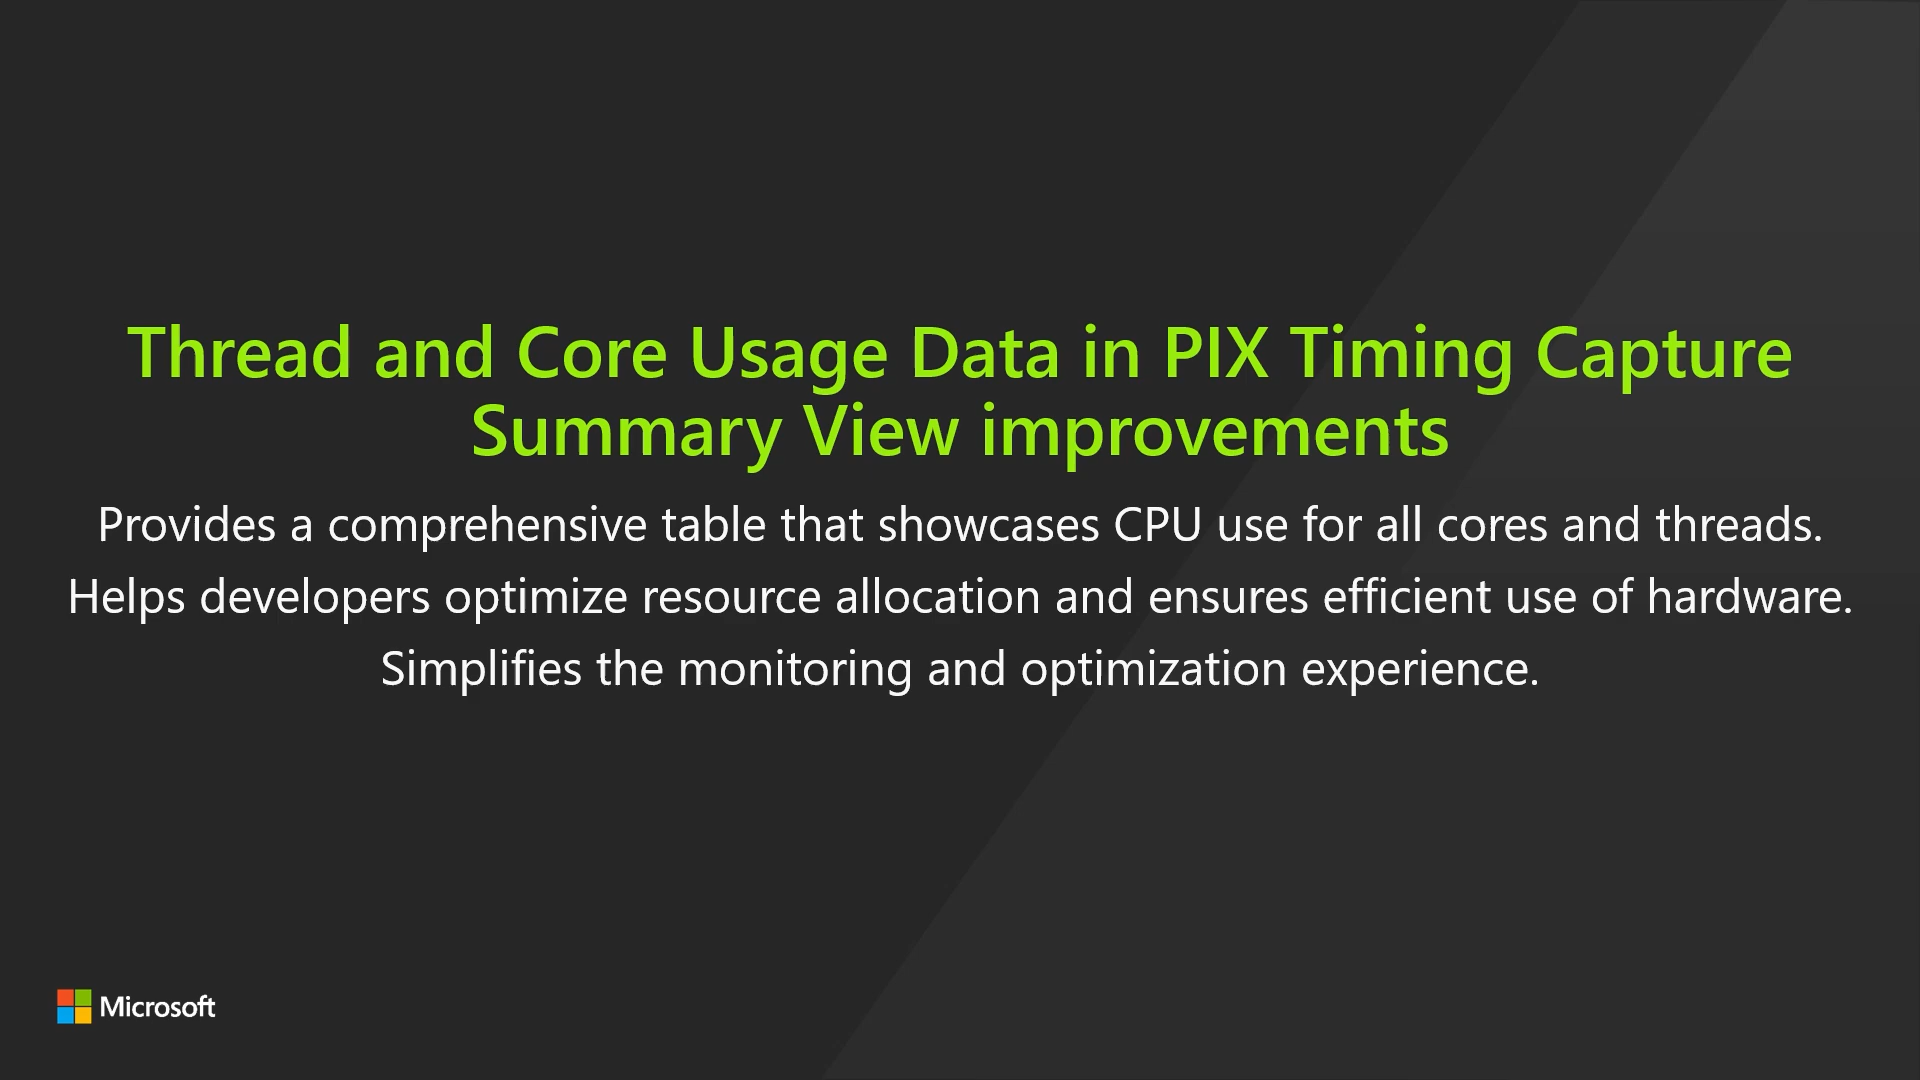 Thread and Core Usage Data in PIX Timing Capture
Summary View improvements
Provides a comprehensive table that showcases CPU use for all cores and threads.
Helps developers optimize resource allocation and ensures efficient use of hardware.
Simplifies the monitoring and optimization experience.
Microsoft